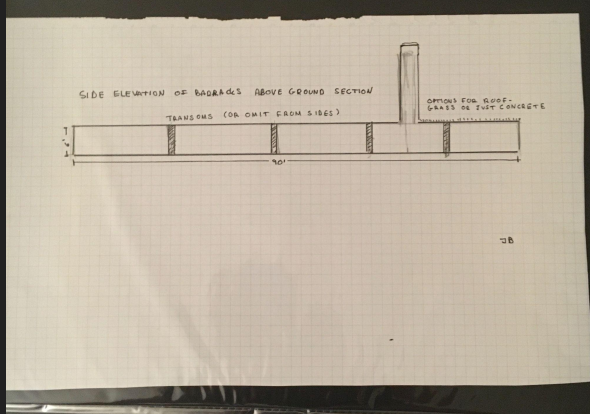 SIDE ELEVATION OF BARRACKS ABOVE GROUND SECTION
OPTIONS FOR ROOF-
GRASS OR JUST CONCRETE
TRANSOMS (OR OMIT FROM SIDES)
90'
JB